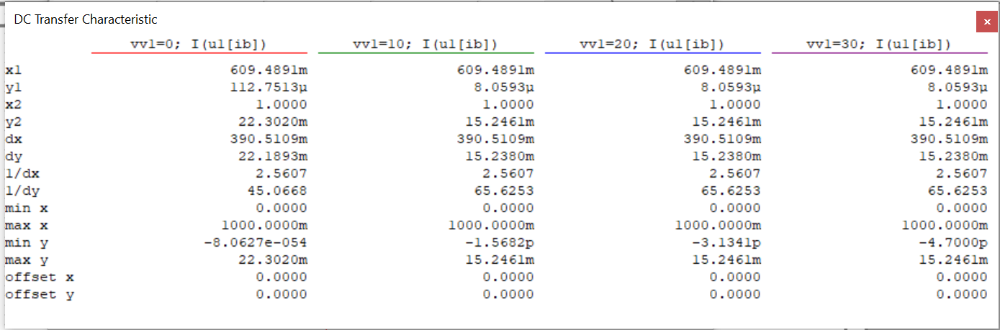 DC Transfer Characteristic
x
vv1=0; I(u1[ib]) vv1=10; I(u1[ib]) vv1=20; I(u1[ib]) vv1=30; I(u1[ib])
x1 609.4891m 609.4891m 609.4891m 609.4891m
y1 112.7513µ 8.0593µ 8.0593µ 8.0593µ
x2 1.0000 1.0000 1.0000 1.0000
y2 22.3020m 15.2461m 15.2461m 15.2461m
dx 390.5109m 390.5109m 390.5109m 390.5109m
dy 22.1893m 15.2380m 15.2380m 15.2380m
1/dx 2.5607 2.5607 2.5607 2.5607
1/dy 45.0668 65.6253 65.6253 65.6253
min x 0.0000 0.0000 0.0000 0.0000
max x 1000.0000m 1000.0000m 1000.0000m 1000.0000m
min y -8.0627e-054 -1.5682p -3.1341p -4.7000p
max y 22.3020m 15.2461m 15.2461m 15.2461m
offset x 0.0000 0.0000 0.0000 0.0000
offset y 0.0000 0.0000 0.0000 0.0000